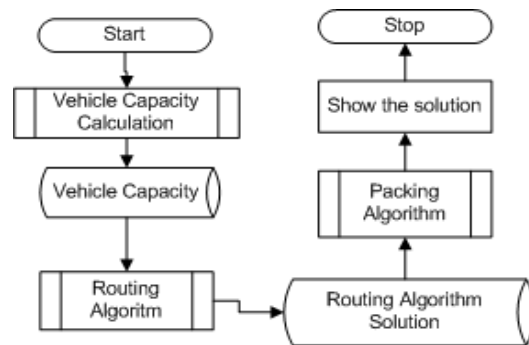 Start
Vehicle Capacity
Calculation
Vehicle Capacity
Routing
Algoritm
Routing Algorithm
Solution
Packing
Algorithm
Show the solution
Stop